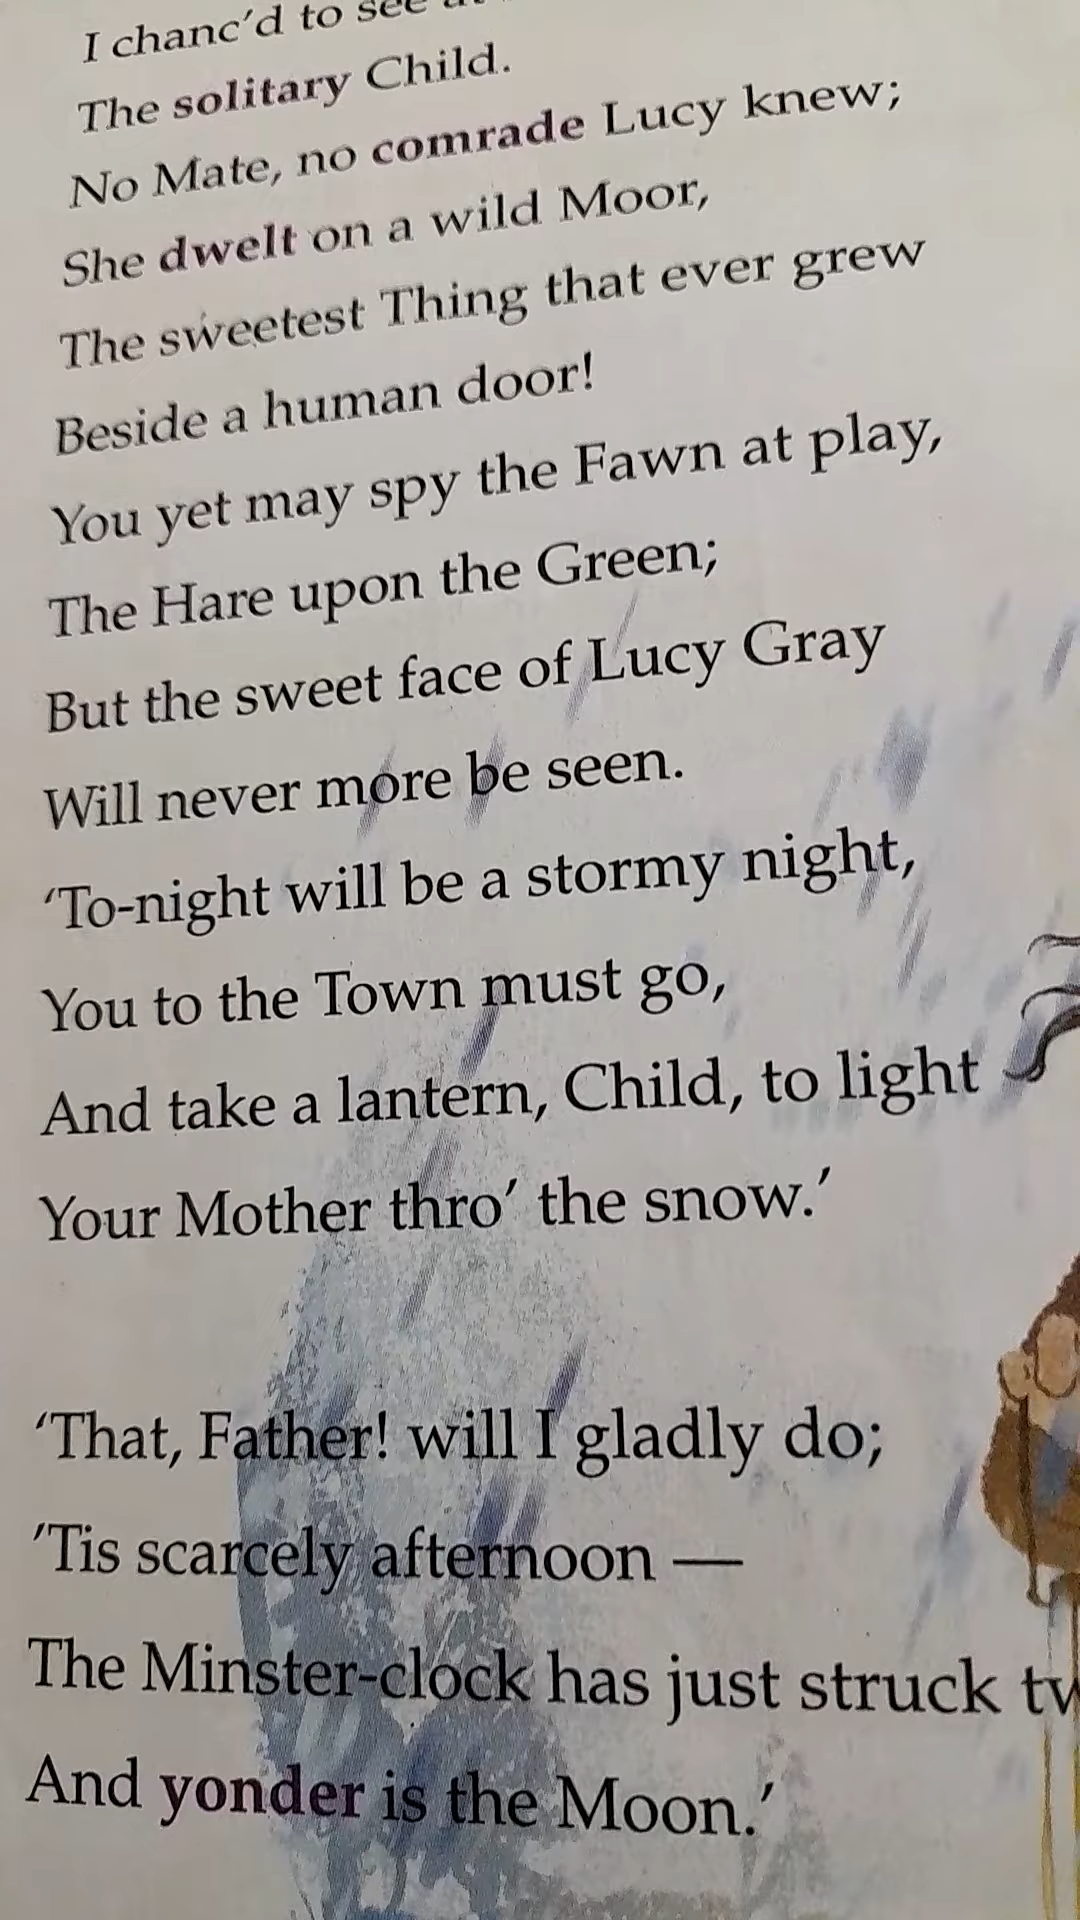 I chanc’d to see
The solitary Child.
No Mate, no comrade Lucy knew;
She dwelt on a wild Moor,
The sweetest Thing that ever grew
Beside a human door!
You yet may spy the Fawn at play,
The Hare upon the Green;
But the sweet face of Lucy Gray
Will never more be seen.
‘To-night will be a stormy night,
You to the Town must go,
And take a lantern, Child, to light
Your Mother thro’ the snow.’
‘That, Father! will I gladly do;
’Tis scarcely afternoon —
The Minster-clock has just struck
And yonder is the Moon.’